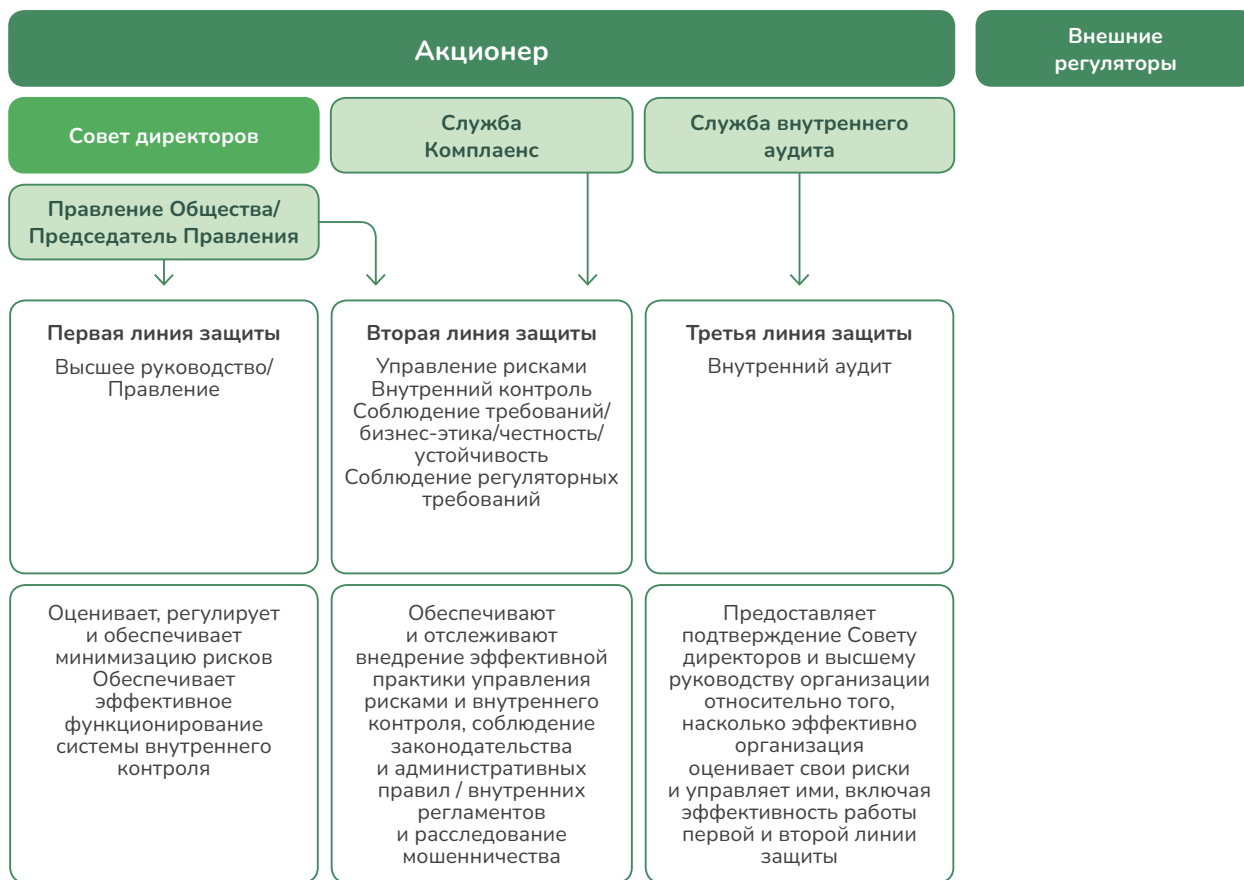 Акционер
Внешние
регуляторы
Совет директоров
Служба
Комплаенс
Служба внутреннего
аудита
Правление Общества/
Председатель Правления
Первая линия защиты
Высшее руководство/
Правление
Вторая линия защиты
Управление рисками
Внутренний контроль
Соблюдение требований/
бизнес-этика/честность/
устойчивость
Соблюдение регуляторных
требований
Третья линия защиты
Внутренний аудит
Оценивает, регулирует
и обеспечивает
минимизацию рисков
Обеспечивает
эффективное
функционирование
системы внутреннего
контроля
Обеспечивают
и отслеживают
внедрение эффективной
практики управления
рисками и внутреннего
контроля, соблюдение
законодательства
и административных
правил / внутренних
регламентов
и расследование
мошенничества
Предоставляет
подтверждение Совету
директоров и высшему
руководству организации
относительно того,
насколько эффективно
организация
оценивает свои риски
и управляет ими, включая
эффективность работы
первой и второй линии
защиты